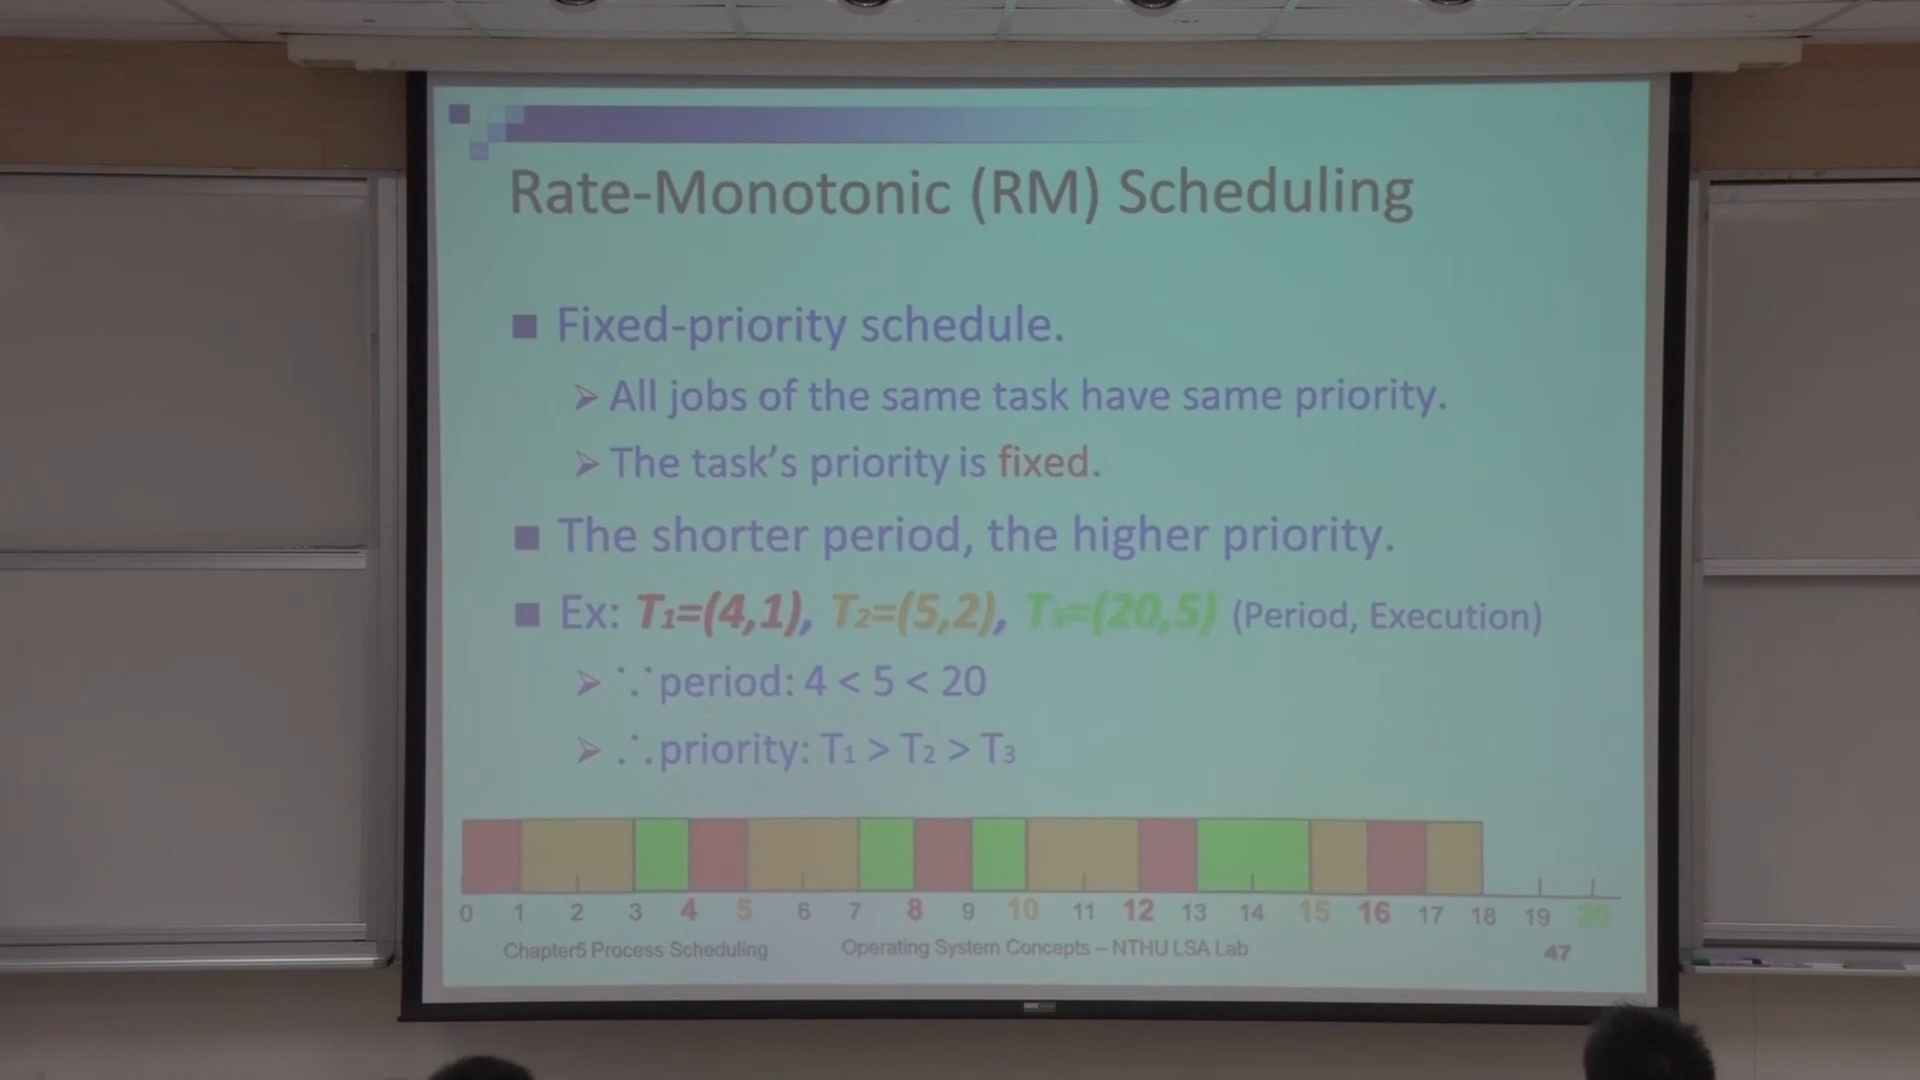 Rate-Monotonic (RM) Scheduling
Fixed-priority schedule.
All jobs of the same task have same priority.
The task's priority is fixed.
The shorter period, the higher priority.
Ex: T1=(4,1), T2=(5,2), T3=(20,5) (Period, Execution)
∵period: 4 < 5 < 20
∴priority: T1 > T2 > T3
0 1 2 3 4 5 6 7 8 9 10 11 12 13 14 15 16 17 18 19 20
Chapter5 Process Scheduling Operating System Concepts – NTHU LSA Lab 47